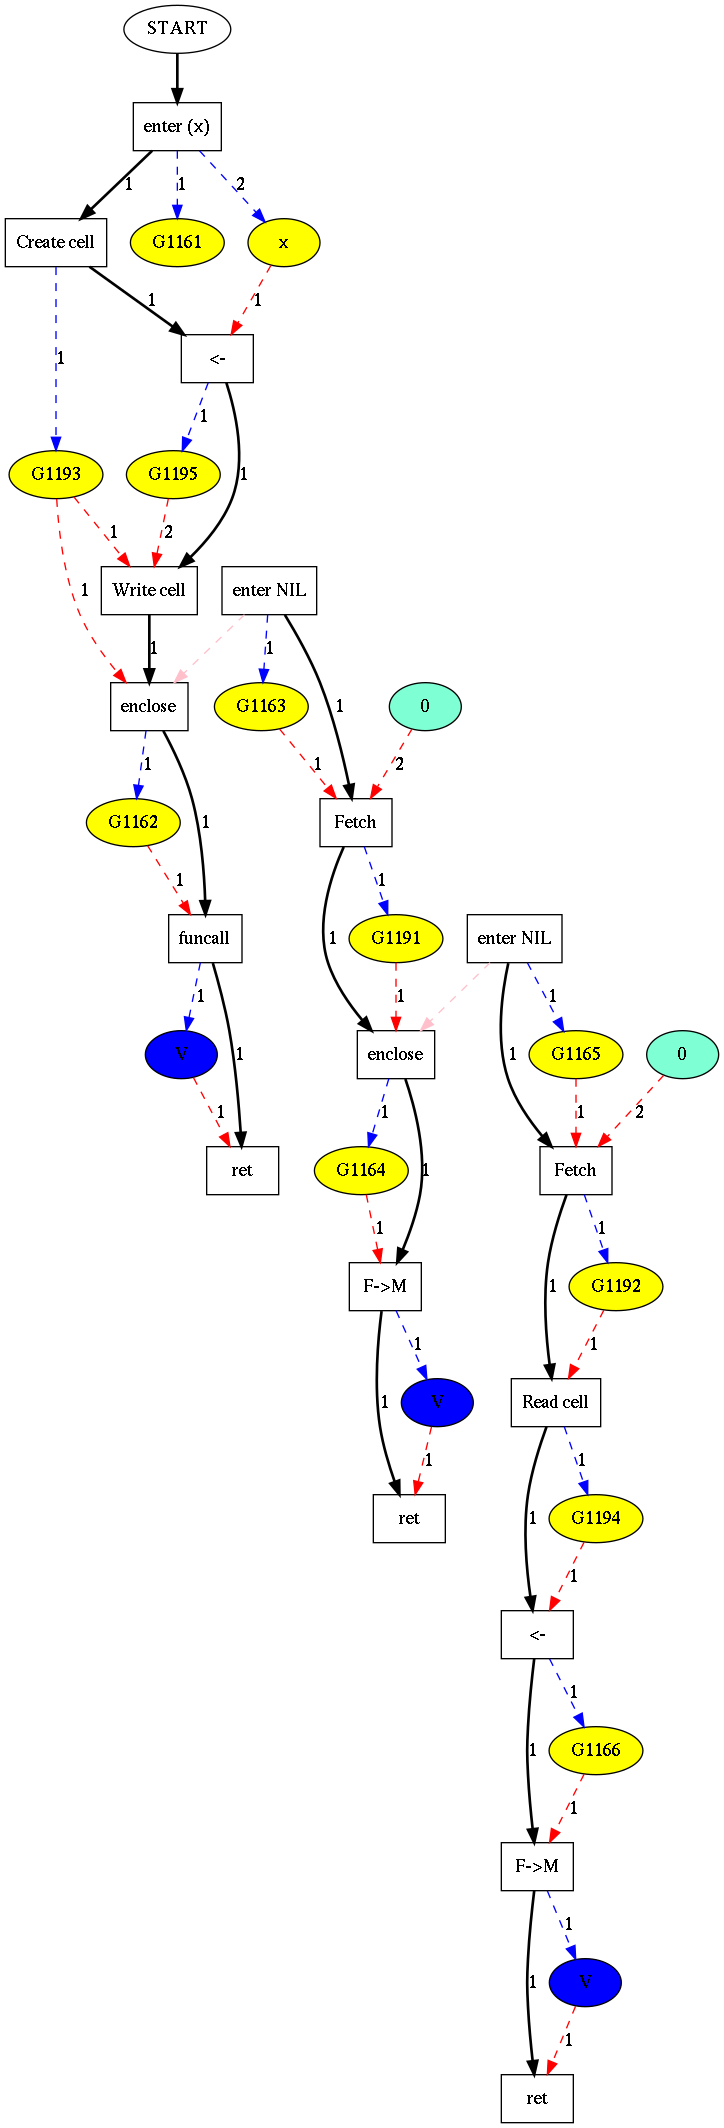 START
enter (x)
1
1
2
Create cell
G1161
x
1
1
<-
1
1
G1193
G1195
1
1
2
Write cell
enter NIL
1
1
1
enclose
G1163
1
0
1
1
1
2
G1162
Fetch
1
1
1
funcall
G1191
enter NIL
1
1
1
1
V
1
enclose
1
G1165
0
1
1
1
2
ret
G1164
1
Fetch
1
1
F->M
1
G1192
1
1
1
V
Read cell
1
1
ret
1
G1194
1
<-
1
1
G1166
1
F->M
1
1
V
1
ret